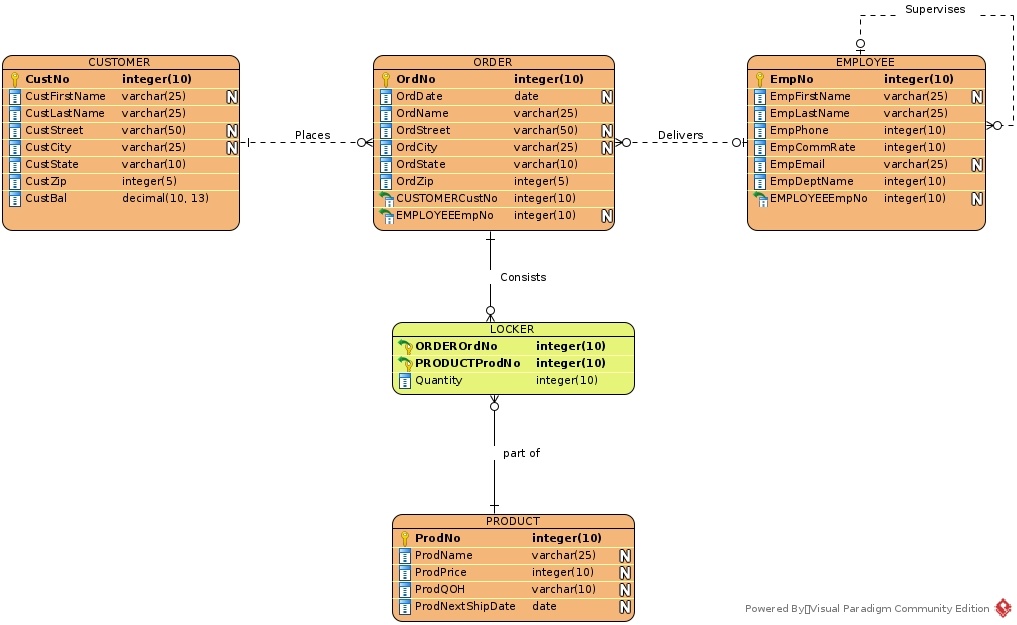 Supervises
CUSTOMER
CustNo integer(10)
CustFirstName varchar(25) N
CustLastName varchar(25)
CustStreet varchar(50) N
CustCity varchar(25) N
CustState varchar(10)
CustZip integer(5)
CustBal decimal(10, 13)
Places
ORDER
OrdNo integer(10)
OrdDate date N
OrdName varchar(25)
OrdStreet varchar(50) N
OrdCity varchar(25) N
OrdState varchar(10)
OrdZip integer(5)
CUSTOMERCustNo integer(10)
EMPLOYEEEmpNo integer(10) N
Delivers
EMPLOYEE
EmpNo integer(10)
EmpFirstName varchar(25) N
EmpLastName varchar(25)
EmpPhone integer(10)
EmpCommRate integer(10)
EmpEmail varchar(25) N
EmpDeptName integer(10)
EMPLOYEEEmpNo integer(10) N
Consists
LOCKER
ORDEROrdNo integer(10)
PRODUCTProdNo integer(10)
Quantity integer(10)
part of
PRODUCT
ProdNo integer(10)
ProdName varchar(25) N
ProdPrice integer(10) N
ProdQOH varchar(10) N
ProdNextShipDate date N
Powered By▯Visual Paradigm Community Edition